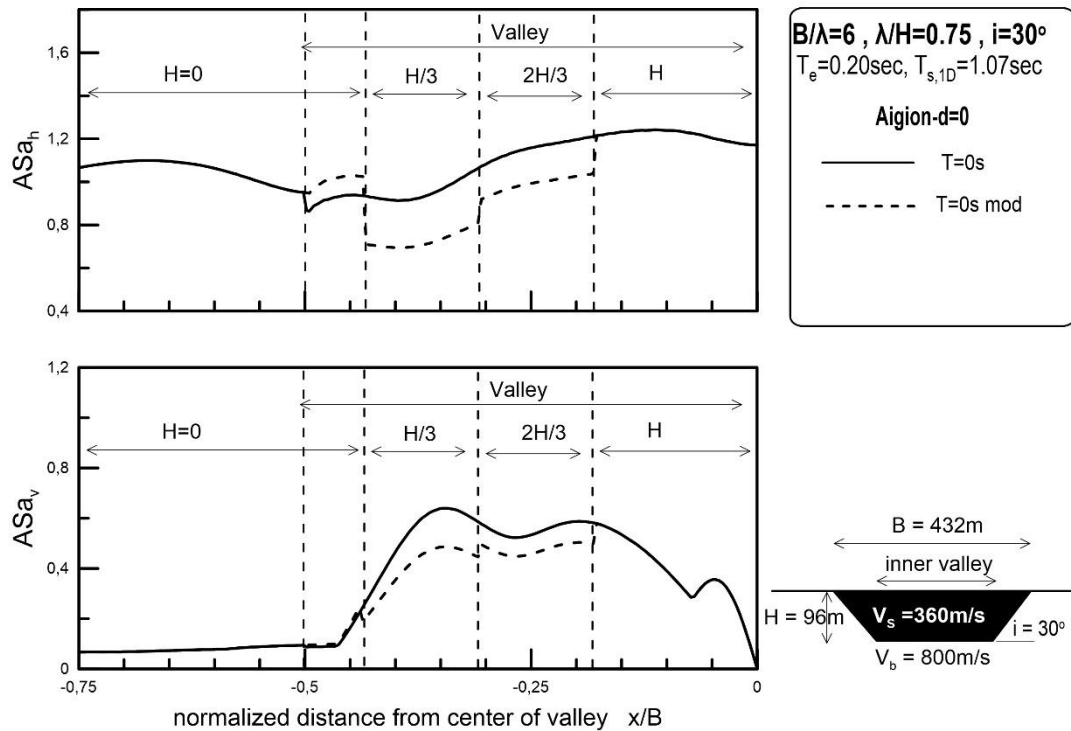 1,6
1,2
0,8
0,4
ASaₕ
Valley
H=0
H/3
2H/3
H
B/λ=6 , λ/H=0.75 , i=30º
Tₑ=0.20sec, Tₛ,₁D=1.07sec
Aigion-d=0
T=0s
T=0s mod
1,2
0,8
0,4
0
ASaᵥ
Valley
H=0
H/3
2H/3
H
-0,75
-0,5
-0,25
0
normalized distance from center of valley x/B
B = 432m
inner valley
H = 96m
Vₛ =360m/s
i = 30º
V_b = 800m/s